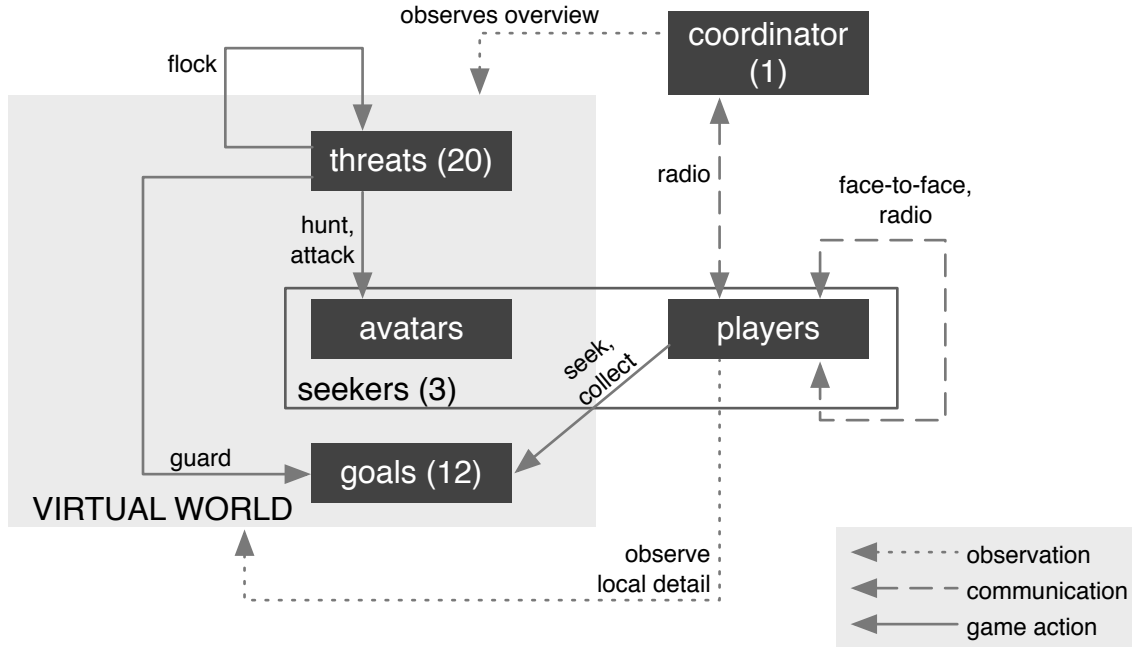 observes overview
coordinator
(1)
flock
threats (20)
radio
face-to-face,
radio
hunt,
attack
avatars
players
seek,
collect
seekers (3)
guard
goals (12)
VIRTUAL WORLD
observe
local detail
observation
communication
game action